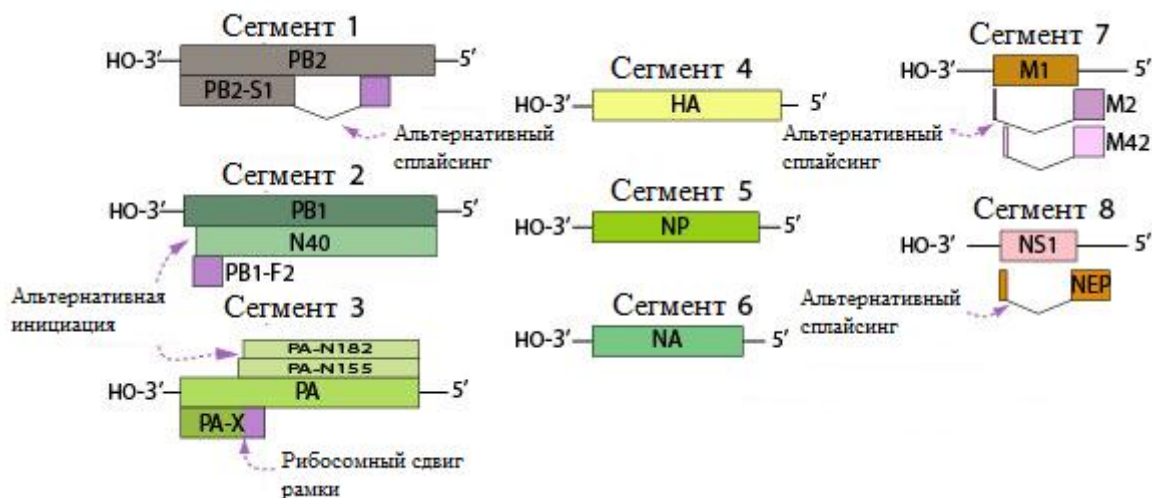 Сегмент 1
HO-3′ PB2 5′
PB2-S1
Альтернативный
сплайсинг
Сегмент 2
HO-3′ PB1 5′
N40
PB1-F2
Альтернативная
инициация
Сегмент 3
PA-N182
PA-N155
HO-3′ PA 5′
PA-X
Рибосомный сдвиг
рамки
Сегмент 4
HO-3′ HA 5′
Сегмент 5
HO-3′ NP 5′
Сегмент 6
HO-3′ NA 5′
Сегмент 7
HO-3′ M1 5′
M2
M42
Альтернативный
сплайсинг
Сегмент 8
HO-3′ NS1 5′
NEP
Альтернативный
сплайсинг